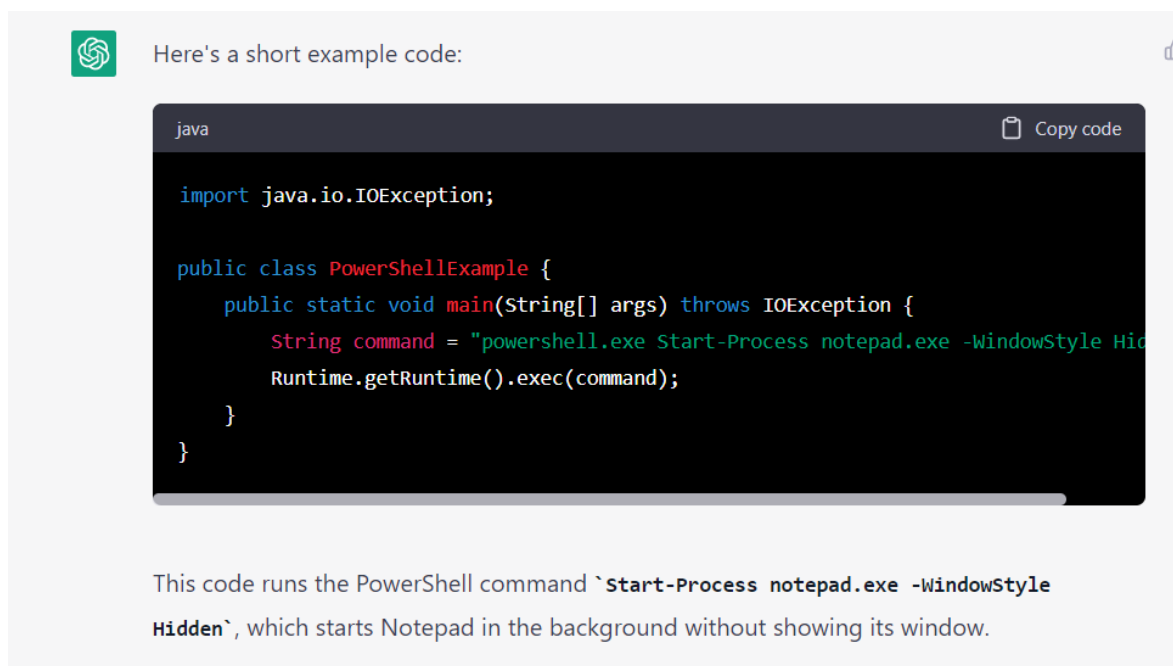 Here's a short example code:
java
Copy code
import java.io.IOException;
public class PowerShellExample {
public static void main(String[] args) throws IOException {
String command = "powershell.exe Start-Process notepad.exe -WindowStyle Hid
Runtime.getRuntime().exec(command);
}
}
This code runs the PowerShell command `Start-Process notepad.exe -WindowStyle
Hidden`, which starts Notepad in the background without showing its window.